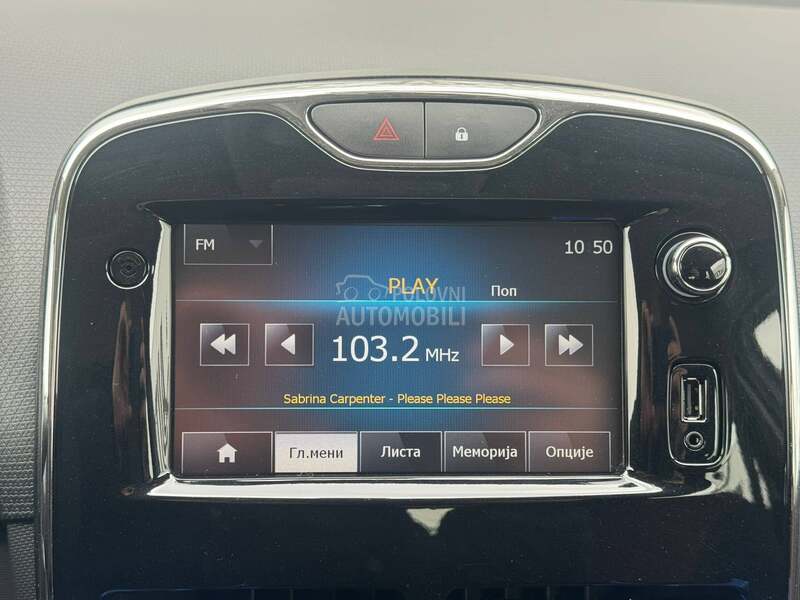 FM
10 50
PLAY
Поп
POLOVNI
AUTOMOBILI
103.2 MHz
Sabrina Carpenter - Please Please Please
Гл.мени
Листа
Меморија
Опције